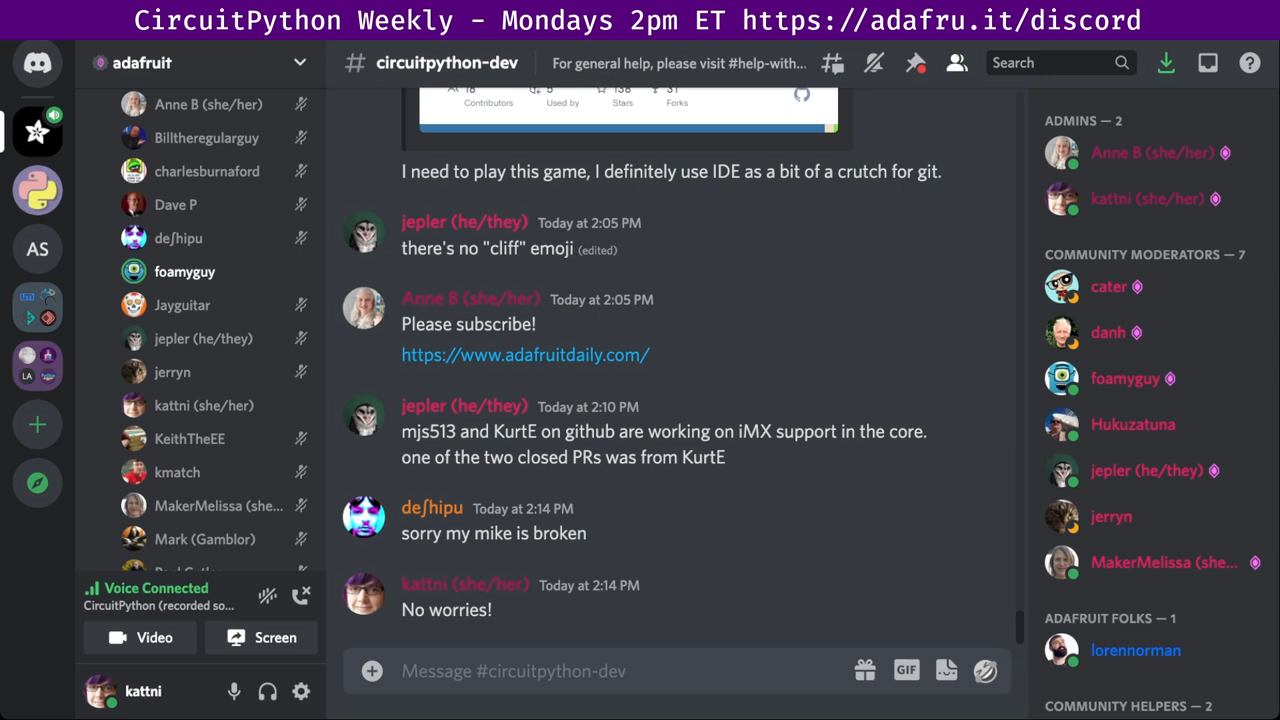 CircuitPython Weekly – Mondays 2pm ET https://adafru.it/discord
adafruit
Anne B (she/her)
Billtheregularguy
charlesburnaford
Dave P
deʃhipu
foamyguy
Jayguitar
jepler (he/they)
jerryn
kattni (she/her)
KeithTheEE
kmatch
MakerMelissa (she...
Mark (Gamblor)
Voice Connected
CircuitPython (recorded so...
Video
Screen
kattni
AS
LA
# circuitpython-dev
For general help, please visit #help-with...
Search
18
5
138
31
Contributors
Used by
Stars
Forks
I need to play this game, I definitely use IDE as a bit of a crutch for git.
jepler (he/they) Today at 2:05 PM
there's no "cliff" emoji (edited)
Anne B (she/her) Today at 2:05 PM
Please subscribe!
https://www.adafruitdaily.com/
jepler (he/they) Today at 2:10 PM
mjs513 and KurtE on github are working on iMX support in the core.
one of the two closed PRs was from KurtE
deʃhipu Today at 2:14 PM
sorry my mike is broken
kattni (she/her) Today at 2:14 PM
No worries!
Message #circuitpython-dev
GIF
ADMINS — 2
Anne B (she/her)
kattni (she/her)
COMMUNITY MODERATORS — 7
cater
danh
foamyguy
Hukuzatuna
jepler (he/they)
jerryn
MakerMelissa (she...
ADAFRUIT FOLKS — 1
lorennorman
COMMUNITY HELPERS — 2